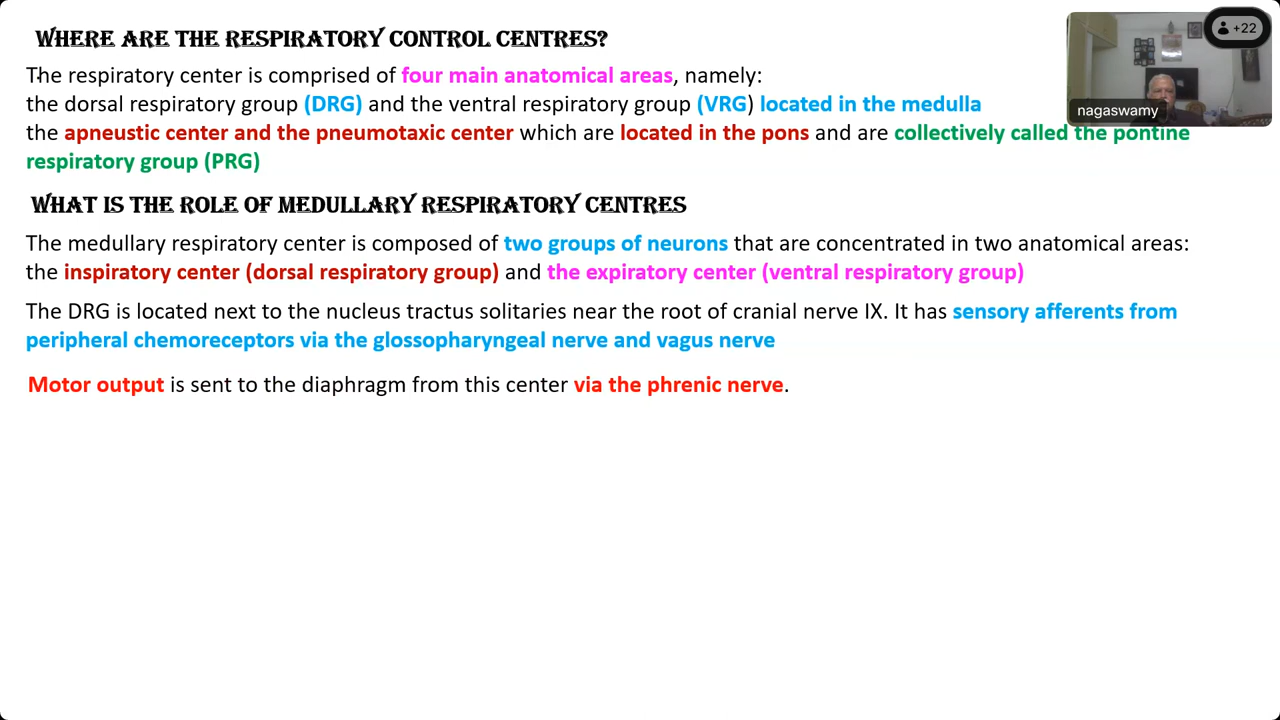 WHERE ARE THE RESPIRATORY CONTROL CENTRES?
The respiratory center is comprised of four main anatomical areas, namely:
the dorsal respiratory group (DRG) and the ventral respiratory group (VRG) located in the medulla
the apneustic center and the pneumotaxic center which are located in the pons and are collectively called the pontine
respiratory group (PRG)
WHAT IS THE ROLE OF MEDULLARY RESPIRATORY CENTRES
The medullary respiratory center is composed of two groups of neurons that are concentrated in two anatomical areas:
the inspiratory center (dorsal respiratory group) and the expiratory center (ventral respiratory group)
The DRG is located next to the nucleus tractus solitaries near the root of cranial nerve IX. It has sensory afferents from
peripheral chemoreceptors via the glossopharyngeal nerve and vagus nerve
Motor output is sent to the diaphragm from this center via the phrenic nerve.
+22
nagaswamy